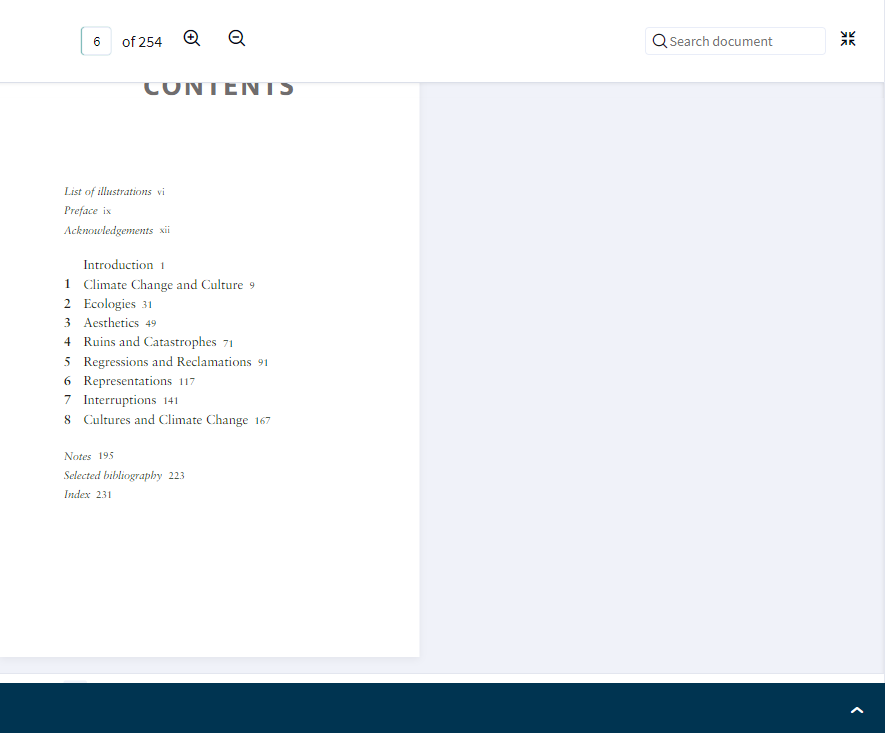 6 of 254
Search document
CONTENTS
List of illustrations vi
Preface ix
Acknowledgements xii
Introduction 1
1 Climate Change and Culture 9
2 Ecologies 31
3 Aesthetics 49
4 Ruins and Catastrophes 71
5 Regressions and Reclamations 91
6 Representations 117
7 Interruptions 141
8 Cultures and Climate Change 167
Notes 195
Selected bibliography 223
Index 231